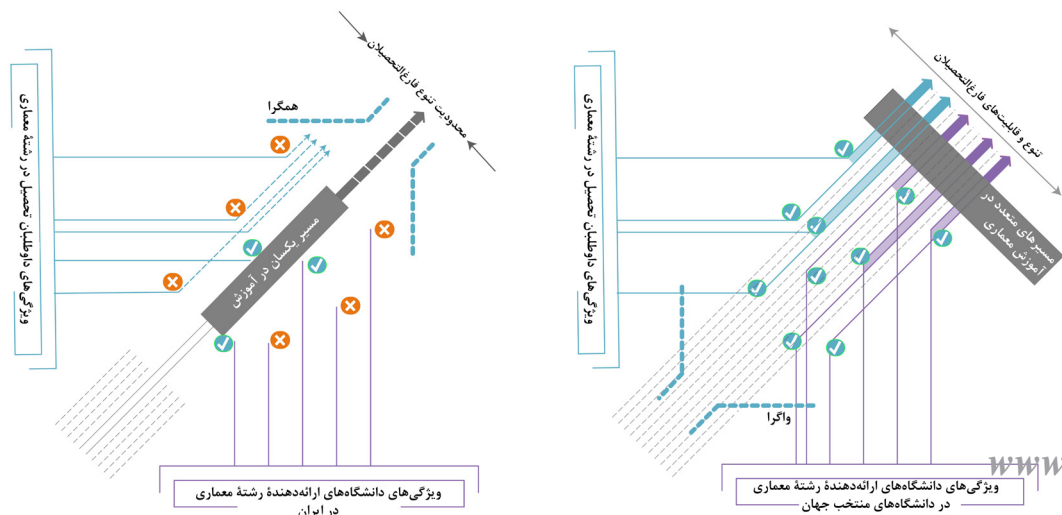 محدودیت تنوع فارغ‌التحصیلان
همگرا
ویژگی‌های داوطلبان تحصیل در رشتهٔ معماری
مسیر یکسان در آموزش
ویژگی‌های دانشگاه‌های ارائه‌دهندهٔ رشتهٔ معماری
در ایران
تنوع و قابلیت‌های فارغ‌التحصیلان
ویژگی‌های داوطلبان تحصیل در رشتهٔ معماری
مسیرهای متعدد در
آموزش معماری
واگرا
ویژگی‌های دانشگاه‌های ارائه‌دهندهٔ رشتهٔ معماری
در دانشگاه‌های منتخب جهان
www